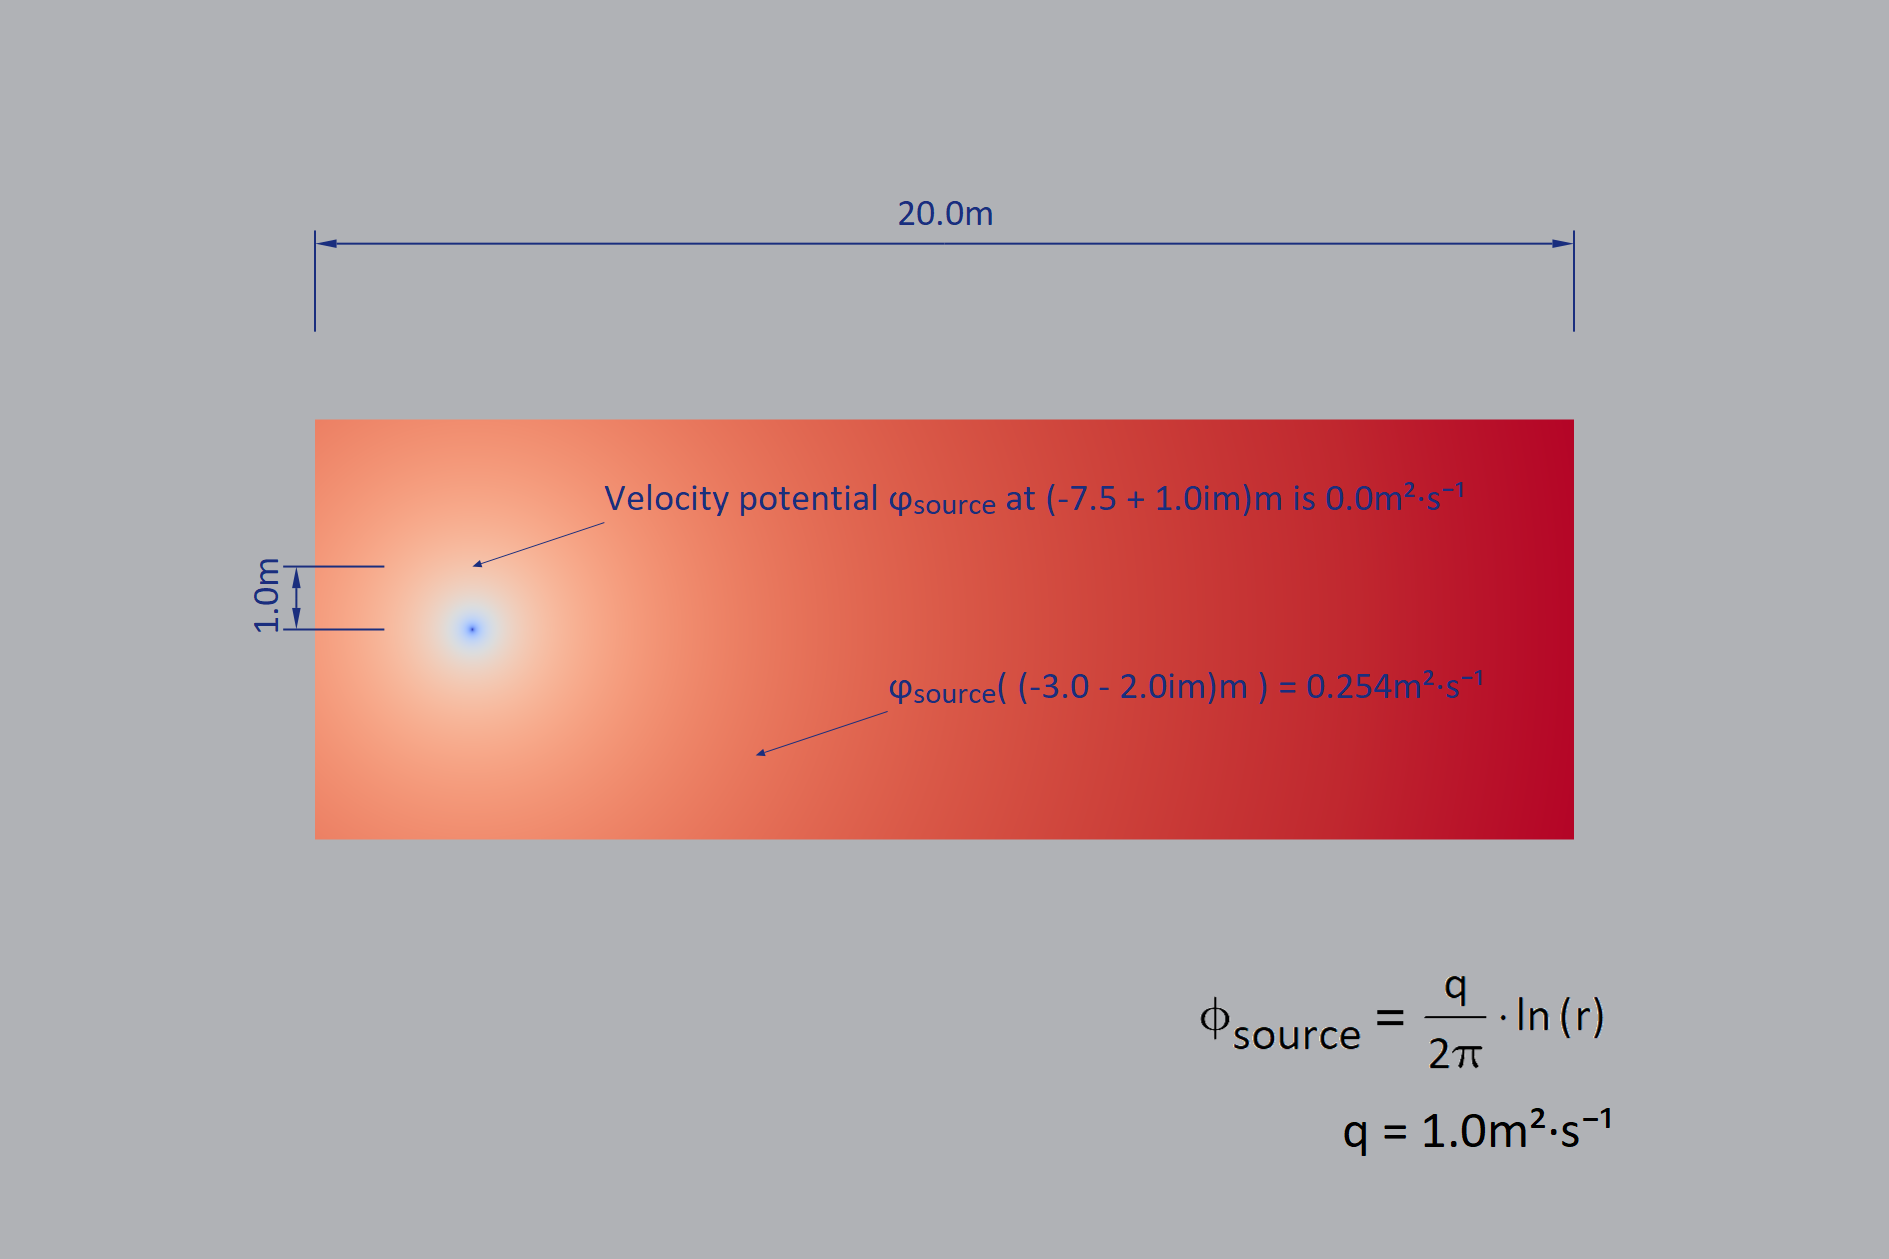 20.0m
Velocity potential φsource at (-7.5 + 1.0im)m is 0.0m²·s⁻¹
1.0m
φsource( (-3.0 - 2.0im)m ) = 0.254m²·s⁻¹
ϕsource = q/2π · ln (r)
q = 1.0m²·s⁻¹